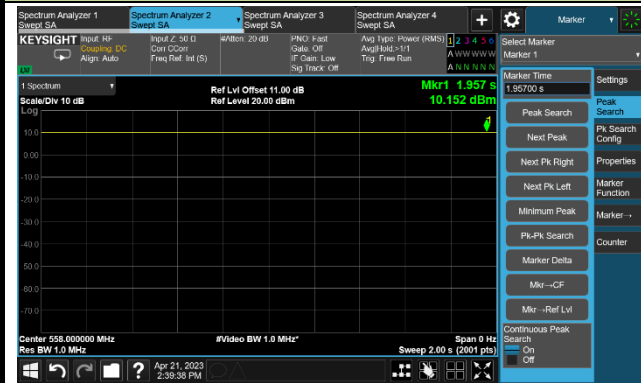 Spectrum Analyzer 1
Swept SA
Spectrum Analyzer 2
Swept SA
Spectrum Analyzer 3
Swept SA
Spectrum Analyzer 4
Swept SA
+
Marker
KEYSIGHT
Input: RF
Coupling: DC
Align: Auto
Input Z: 50 Ω
Corr CCorr
Freq Ref: Int (S)
#Atten: 20 dB
PNO: Fast
Gate: Off
IF Gain: Low
Sig Track: Off
Avg Type: Power (RMS)
Avg|Hold:>1/1
Trig: Free Run
1 2 3 4 5 6
A W W W W W
A N N N N N
Select Marker
Marker 1
1 Spectrum
Scale/Div 10 dB
Log
Ref Lvl Offset 11.00 dB
Ref Level 20.00 dBm
Mkr1 1.957 s
10.152 dBm
10.0
0.00
-10.0
-20.0
-30.0
-40.0
-50.0
-60.0
-70.0
1
Center 558.000000 MHz
Res BW 1.0 MHz
#Video BW 1.0 MHz*
Span 0 Hz
Sweep 2.00 s (2001 pts)
Marker Time
1.95700 s
Peak Search
Next Peak
Next Pk Right
Next Pk Left
Minimum Peak
Pk-Pk Search
Marker Delta
Mkr→CF
Mkr→Ref Lvl
Continuous Peak
Search
On
Off
Settings
Peak
Search
Pk Search
Config
Properties
Marker
Function
Marker→
Counter
?
Apr 21, 2023
2:39:38 PM